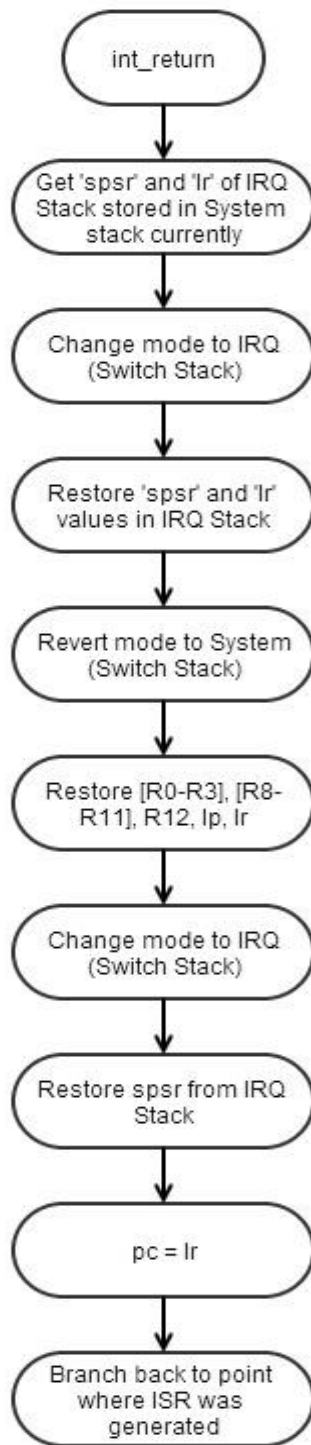 int_return
Get 'spsr' and 'lr' of IRQ
Stack stored in System
stack currently
Change mode to IRQ
(Switch Stack)
Restore 'spsr' and 'lr'
values in IRQ Stack
Revert mode to System
(Switch Stack)
Restore [R0-R3], [R8-
R11], R12, lp, lr
Change mode to IRQ
(Switch Stack)
Restore spsr from IRQ
Stack
pc = lr
Branch back to point
where ISR was
generated